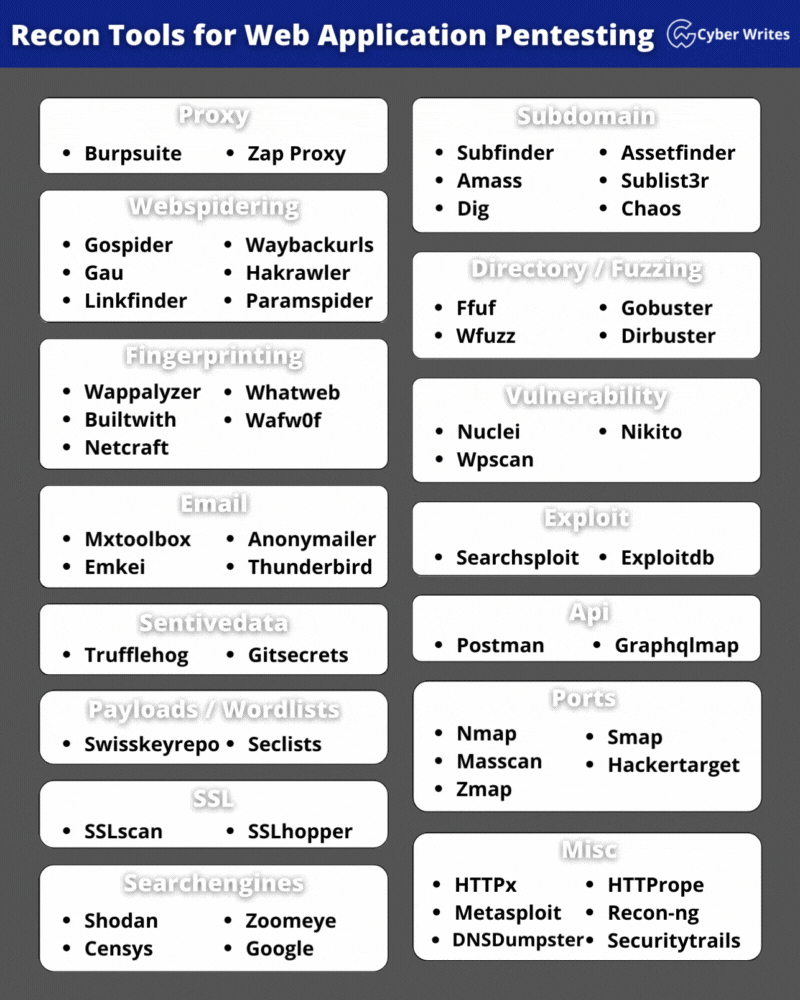 Recon Tools for Web Application Pentesting
Cyber Writes
Proxy
• Burpsuite • Zap Proxy
Webspidering
• Gospider • Waybackurls
• Gau • Hakrawler
• Linkfinder • Paramspider
Fingerprinting
• Wappalyzer • Whatweb
• Builtwith • Wafw0f
• Netcraft
Email
• Mxtoolbox • Anonymailer
• Emkei • Thunderbird
Sentivedata
• Trufflehog • Gitsecrets
Payloads / Wordlists
• Swisskeyrepo • Seclists
SSL
• SSLscan • SSLhopper
Searchengines
• Shodan • Zoomeye
• Censys • Google
Subdomain
• Subfinder • Assetfinder
• Amass • Sublist3r
• Dig • Chaos
Directory / Fuzzing
• Ffuf • Gobuster
• Wfuzz • Dirbuster
Vulnerability
• Nuclei • Nikito
• Wpscan
Exploit
• Searchsploit • Exploitdb
Api
• Postman • Graphqlmap
Ports
• Nmap • Smap
• Masscan • Hackertarget
• Zmap
Misc
• HTTPx • HTTPrope
• Metasploit • Recon-ng
• DNSDumpster • Securitytrails